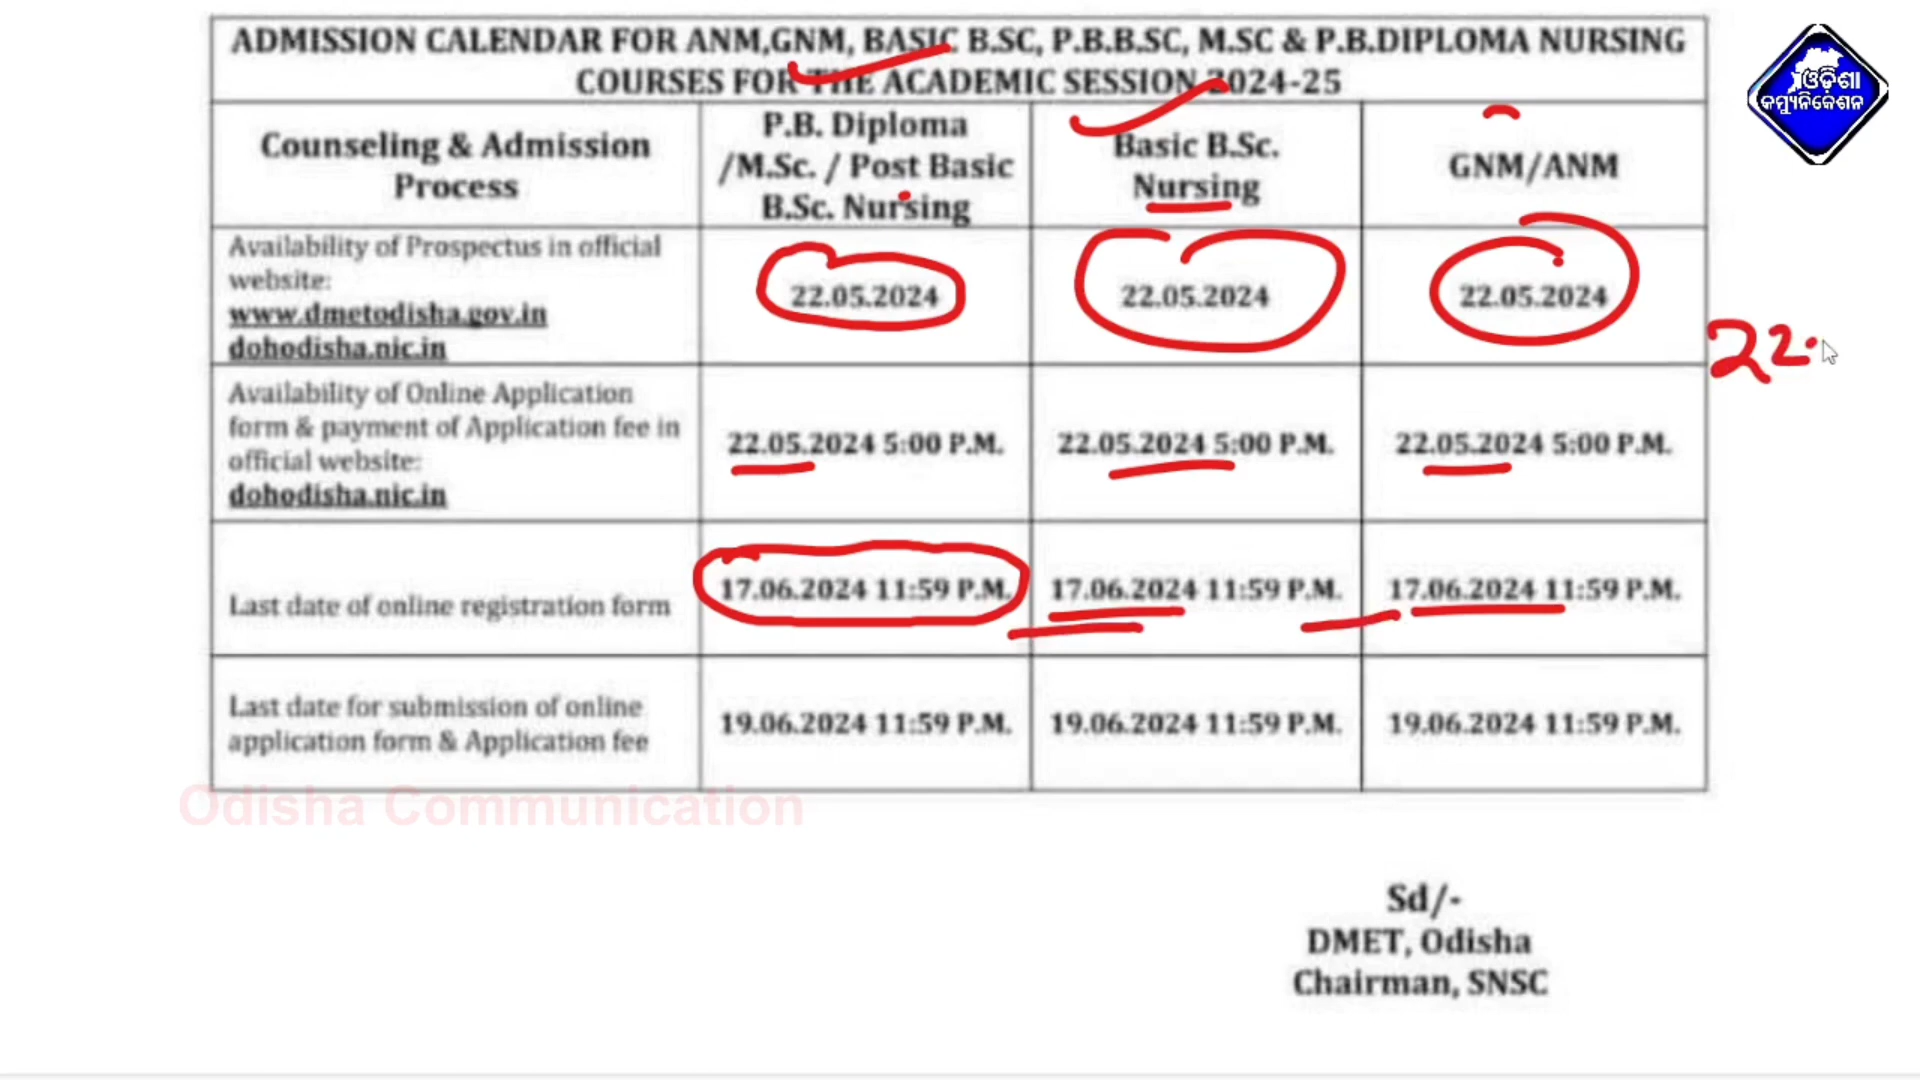 ADMISSION CALENDAR FOR ANM,GNM, BASIC B.SC, P.B.B.SC, M.SC & P.B.DIPLOMA NURSING
COURSES FOR THE ACADEMIC SESSION 2024-25
ଓଡ଼ିଶା
କମ୍ୟୁନିକେଶନ
Counseling & Admission
Process
P.B. Diploma
/M.Sc. / Post Basic
B.Sc. Nursing
Basic B.Sc.
Nursing
GNM/ANM
Availability of Prospectus in official
website:
www.dmetodisha.gov.in
dohodisha.nic.in
22.05.2024
22.05.2024
22.05.2024
22.
Availability of Online Application
form & payment of Application fee in
official website:
dohodisha.nic.in
22.05.2024 5:00 P.M.
22.05.2024 5:00 P.M.
22.05.2024 5:00 P.M.
Last date of online registration form
17.06.2024 11:59 P.M.
17.06.2024 11:59 P.M.
17.06.2024 11:59 P.M.
Last date for submission of online
application form & Application fee
19.06.2024 11:59 P.M.
19.06.2024 11:59 P.M.
19.06.2024 11:59 P.M.
Odisha Communication
Sd/-
DMET, Odisha
Chairman, SNSC